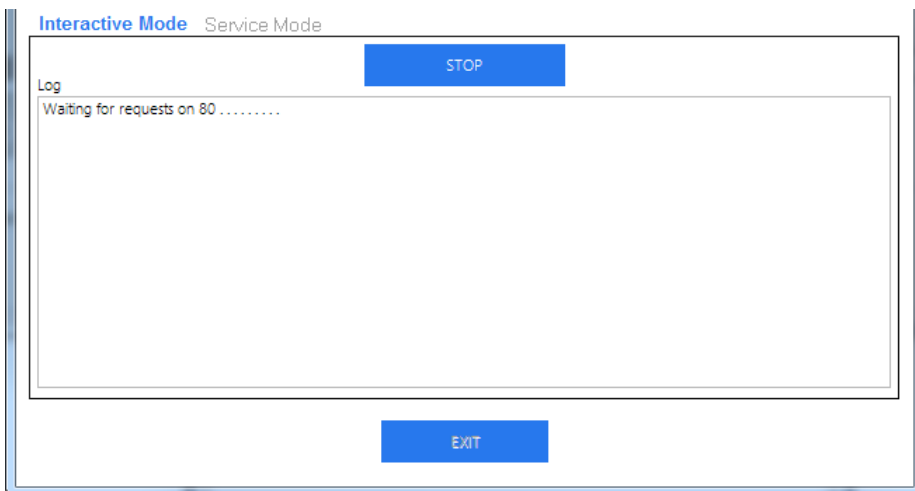 Interactive Mode Service Mode
STOP
Log
Waiting for requests on 80 . . . . . . . . .
EXIT